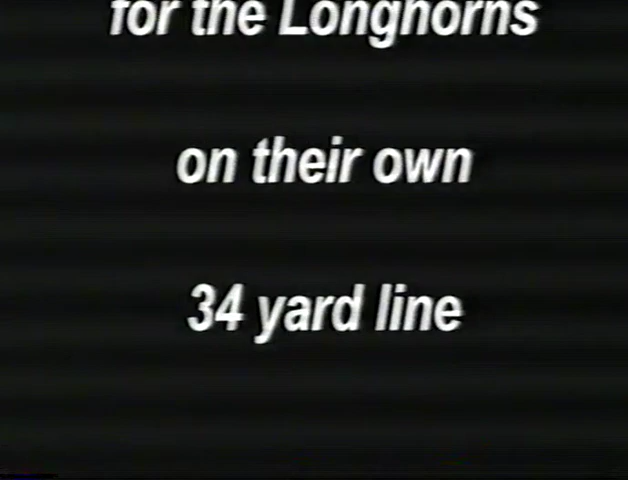 for the Longhorns
on their own
34 yard line